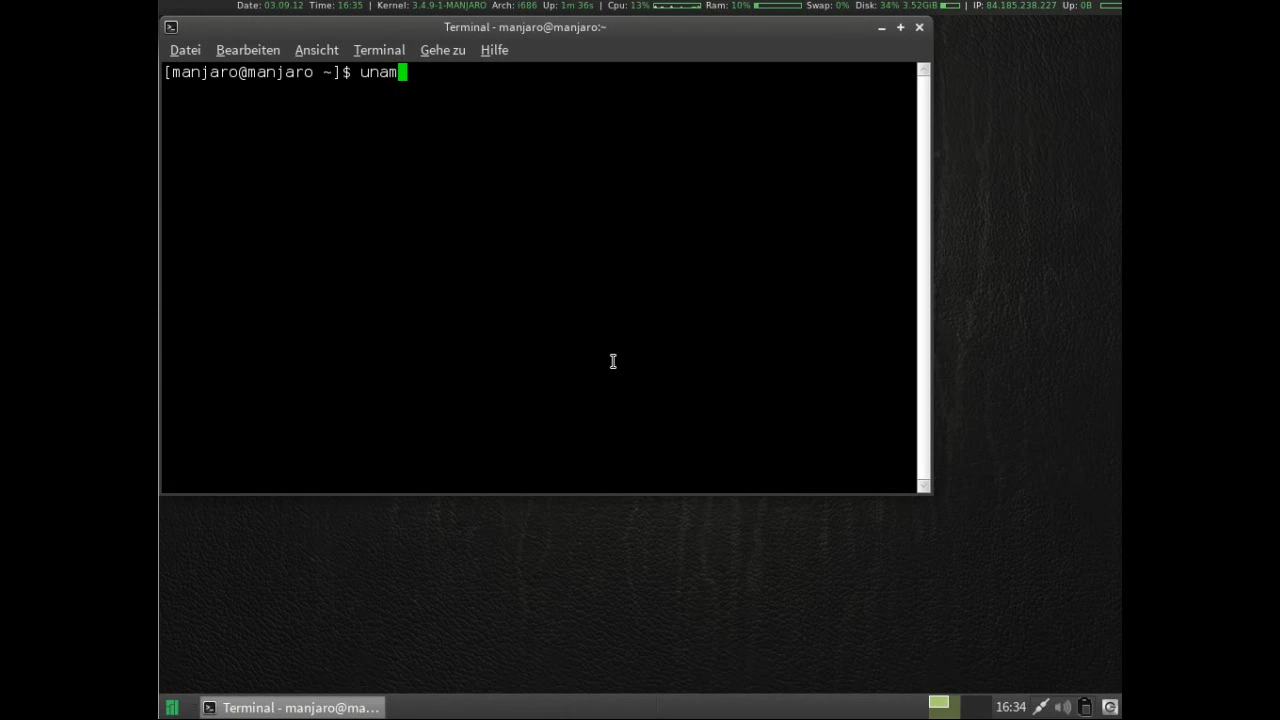 Date: 03.09.12 Time: 16:35 | Kernel: 3.4.9-1-MANJARO Arch: i686 Up: 1m 36s | Cpu: 13% Ram: 10% Swap: 0% Disk: 34% 3.52GiB | IP: 84.185.238.227 Up: 0B
Terminal - manjaro@manjaro:~
Datei Bearbeiten Ansicht Terminal Gehe zu Hilfe
[manjaro@manjaro ~]$ unam
Terminal - manjaro@ma... 16:34